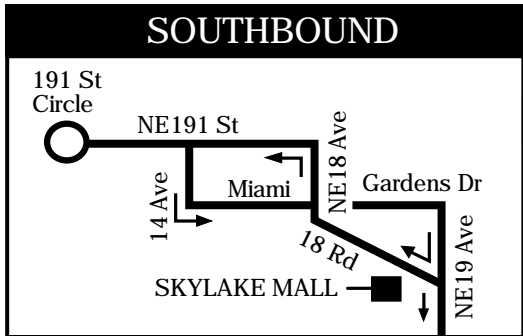 SOUTHBOUND
191 St
Circle
NE191 St
14 Ave
Miami
NE18 Ave
Gardens Dr
18 Rd
NE19 Ave
SKYLAKE MALL